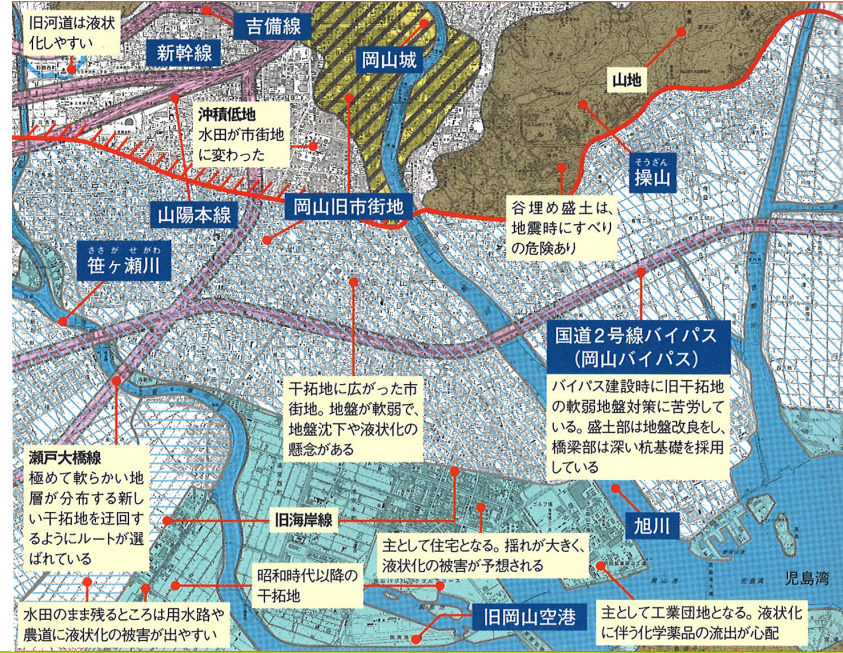 旧河道は液状
化しやすい
吉備線
新幹線
岡山城
山地
沖積低地
水田が市街地
に変わった
そうざん
操山
山陽本線
岡山旧市街地
谷埋め盛土は、
地震時にすべり
の危険あり
ささがせがわ
笹ヶ瀬川
国道2号線バイパス
(岡山バイパス)
バイパス建設時に旧干拓地
の軟弱地盤対策に苦労して
いる。盛土部は地盤改良をし、
橋梁部は深い杭基礎を採用
している
干拓地に広がった市
街地。地盤が軟弱で、
地盤沈下や液状化の
懸念がある
瀬戸大橋線
極めて軟らかい地
層が分布する新し
い干拓地を迂回す
るようにルートが選
ばれている
旧海岸線
旭川
主として住宅となる。揺れが大きく、
液状化の被害が予想される
昭和時代以降の
干拓地
児島湾
水田のまま残るところは用水路や
農道に液状化の被害が出やすい
旧岡山空港
主として工業団地となる。液状化
に伴う化学薬品の流出が心配